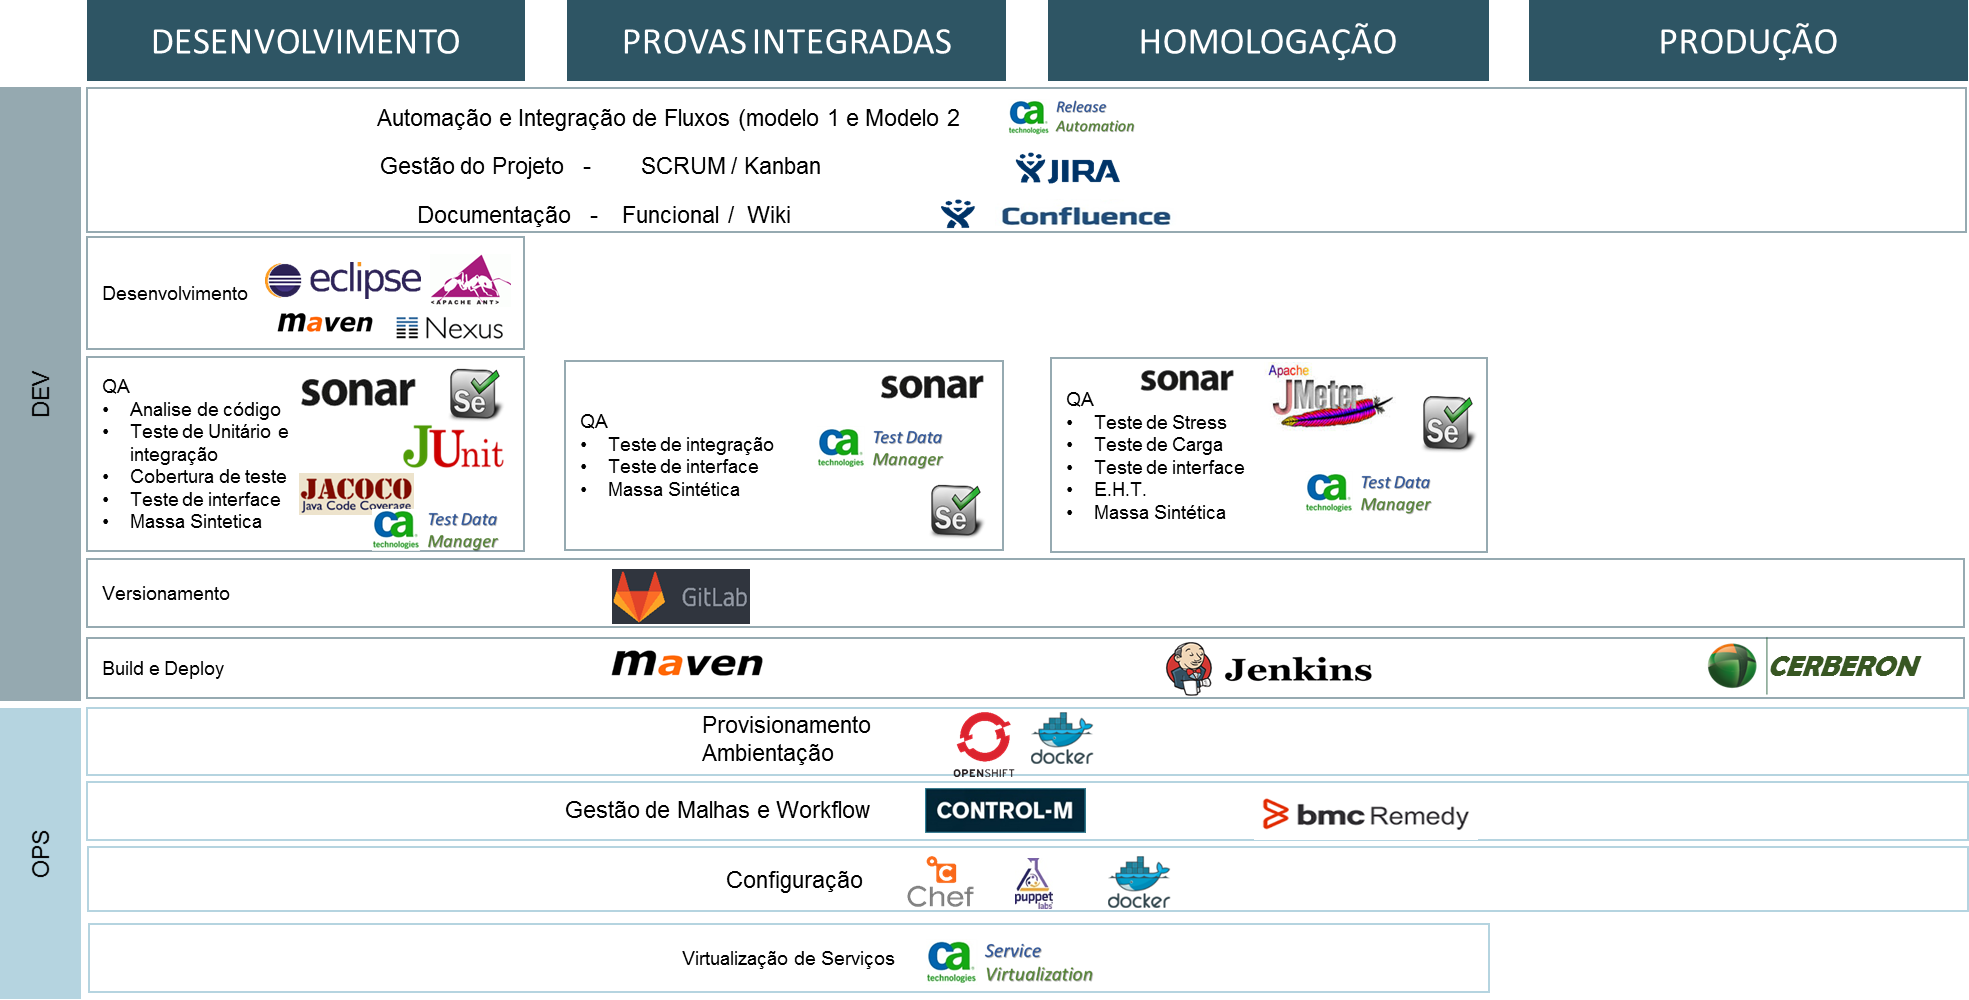 DESENVOLVIMENTO
PROVAS INTEGRADAS
HOMOLOGAÇÃO
PRODUÇÃO
DEV
Automação e Integração de Fluxos (modelo 1 e Modelo 2
ca technologies
Release
Automation
Gestão do Projeto - SCRUM / Kanban
JIRA
Documentação - Funcional / Wiki
Confluence
Desenvolvimento
eclipse
<APACHE ANT>
maven
Nexus
QA
• Analise de código
• Teste de Unitário e
integração
• Cobertura de teste
• Teste de interface
• Massa Sintetica
sonar
Se
JUnit
JACOCO
Java Code Coverage
ca technologies
Test Data
Manager
sonar
QA
• Teste de integração
• Teste de interface
• Massa Sintética
ca technologies
Test Data
Manager
Se
sonar
Apache
JMeter
QA
• Teste de Stress
• Teste de Carga
• Teste de interface
• E.H.T.
• Massa Sintética
Se
ca technologies
Test Data
Manager
Versionamento
GitLab
Build e Deploy
maven
Jenkins
CERBERON
OPS
Provisionamento
Ambientação
OPENSHIFT
docker
Gestão de Malhas e Workflow
CONTROL-M
bmc Remedy
Configuração
Chef
puppet
labs
docker
Virtualização de Serviços
ca technologies
Service
Virtualization